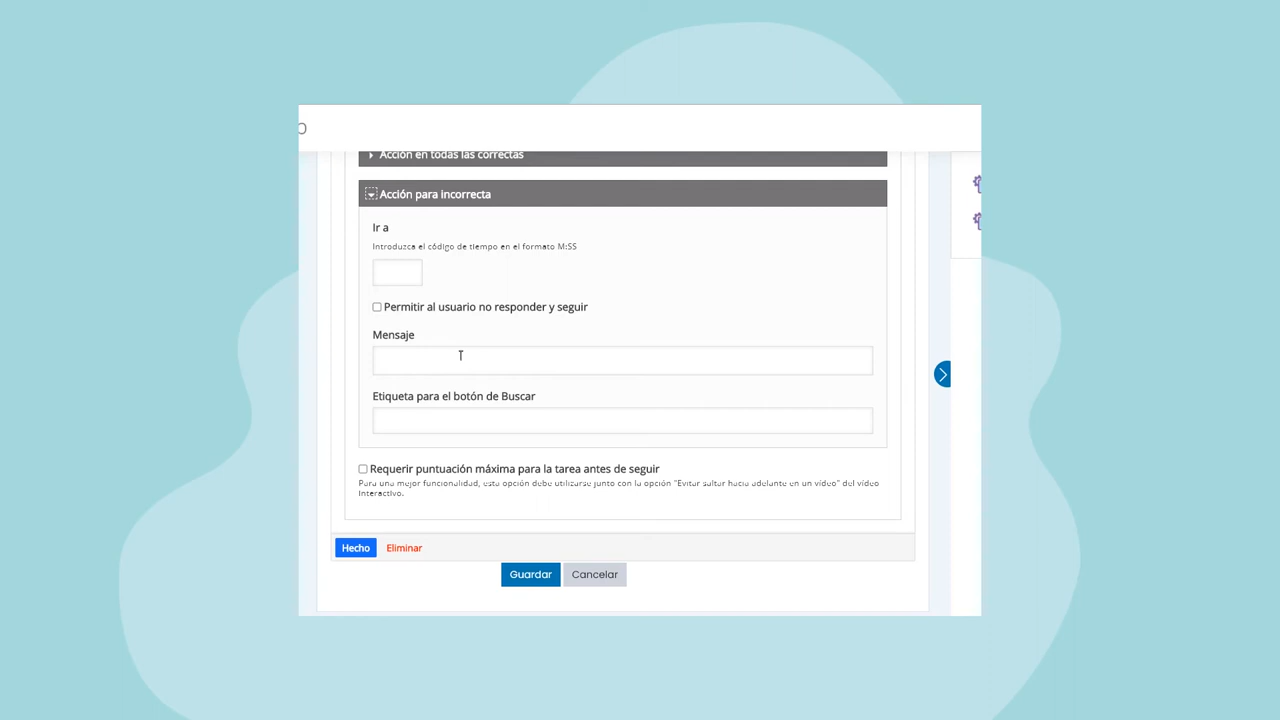 Acción en todas las correctas
Acción para incorrecta
Ir a
Introduzca el código de tiempo en el formato M:SS
Permitir al usuario no responder y seguir
Mensaje
Etiqueta para el botón de Buscar
Requerir puntuación máxima para la tarea antes de seguir
Para una mejor funcionalidad, esta opción debe utilizarse junto con la opción "Evitar saltar hacia adelante en un vídeo" del vídeo
Interactivo.
Hecho Eliminar
Guardar Cancelar